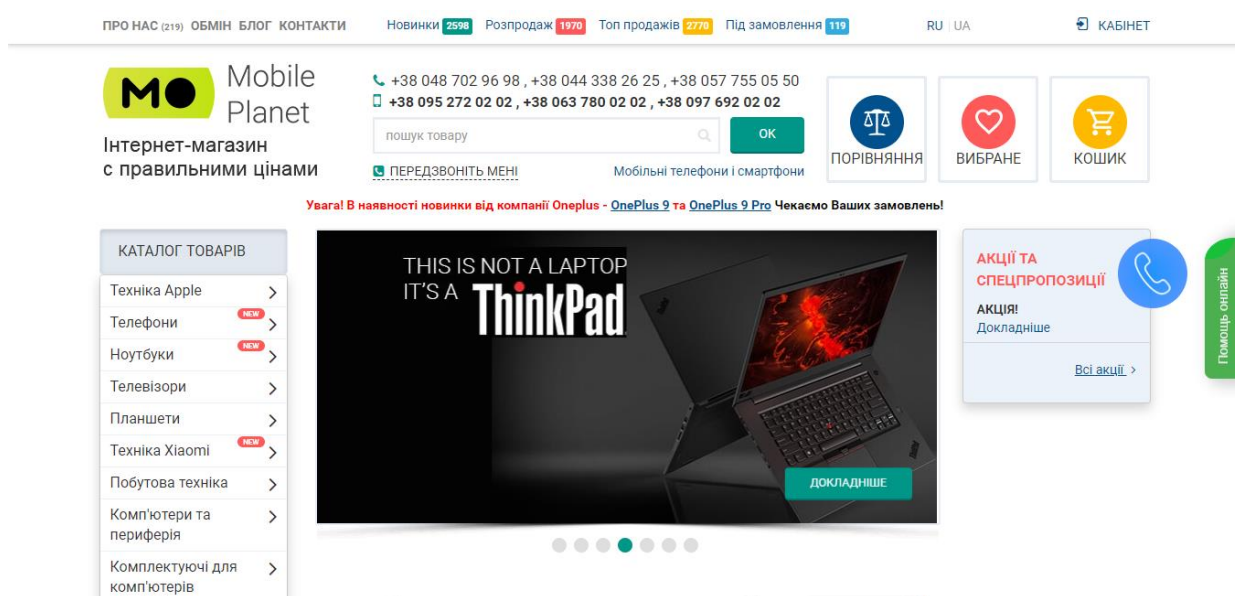 ПРО НАС (219) ОБМІН БЛОГ КОНТАКТИ Новинки 2598 Розпродаж 1970 Топ продажів 2770 Під замовлення 119 RU UA КАБІНЕТ
MO Mobile
Planet
Інтернет-магазин
с правильними цінами
+38 048 702 96 98 , +38 044 338 26 25 , +38 057 755 05 50
+38 095 272 02 02 , +38 063 780 02 02 , +38 097 692 02 02
пошук товару OK
ПЕРЕДЗВОНІТЬ МЕНІ Мобільні телефони і смартфони
ПОРІВНЯННЯ ВИБРАНЕ КОШИК
Увага! В наявності новинки від компанії Oneplus - OnePlus 9 та OnePlus 9 Pro Чекаємо Ваших замовлень!
КАТАЛОГ ТОВАРІВ
Техніка Apple
Телефони NEW
Ноутбуки NEW
Телевізори
Планшети
Техніка Xiaomi NEW
Побутова техніка
Комп'ютери та
периферія
Комплектуючі для
комп'ютерів
THIS IS NOT A LAPTOP
IT'S A ThinkPad
ДОКЛАДНІШЕ
АКЦІЇ ТА
СПЕЦПРОПОЗИЦІЇ
АКЦІЯ!
Докладніше
Всі акції >
Помощь онлайн